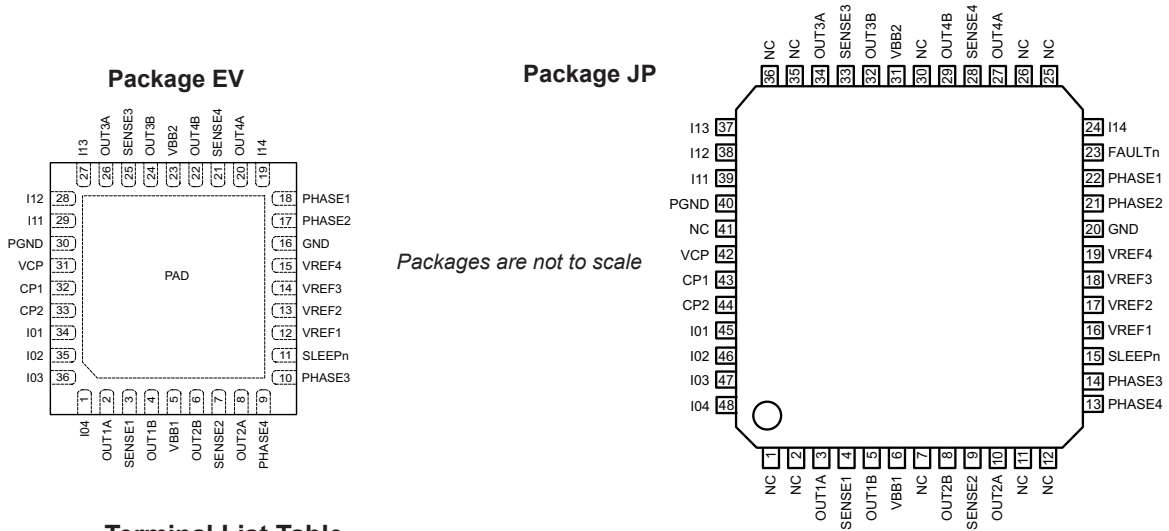 Package EV
I13
OUT3A
SENSE3
OUT3B
VBB2
OUT4B
SENSE4
OUT4A
I14
27
26
25
24
23
22
21
20
19
I12 28
I11 29
PGND 30
VCP 31
CP1 32
CP2 33
I01 34
I02 35
I03 36
PAD
18 PHASE1
17 PHASE2
16 GND
15 VREF4
14 VREF3
13 VREF2
12 VREF1
11 SLEEPn
10 PHASE3
1
2
3
4
5
6
7
8
9
I04
OUT1A
SENSE1
OUT1B
VBB1
OUT2B
SENSE2
OUT2A
PHASE4
Packages are not to scale
Package JP
NC
NC
OUT3A
SENSE3
OUT3B
VBB2
NC
OUT4B
SENSE4
OUT4A
NC
NC
36
35
34
33
32
31
30
29
28
27
26
25
I13 37
I12 38
I11 39
PGND 40
NC 41
VCP 42
CP1 43
CP2 44
I01 45
I02 46
I03 47
I04 48
24 I14
23 FAULTn
22 PHASE1
21 PHASE2
20 GND
19 VREF4
18 VREF3
17 VREF2
16 VREF1
15 SLEEPn
14 PHASE3
13 PHASE4
1
2
3
4
5
6
7
8
9
10
11
12
NC
NC
OUT1A
SENSE1
OUT1B
VBB1
NC
OUT2B
SENSE2
OUT2A
NC
NC
Terminal List Table